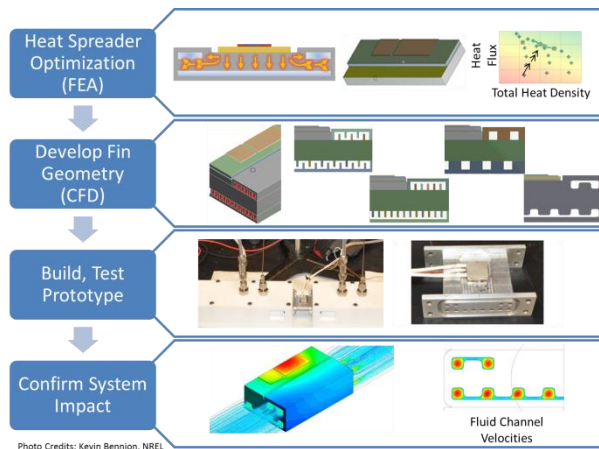 Heat Spreader
Optimization
(FEA)
Heat
Flux
Total Heat Density
Develop Fin
Geometry
(CFD)
Build, Test
Prototype
Confirm System
Impact
Fluid Channel
Velocities
Photo Credits: Kevin Bennion, NREL